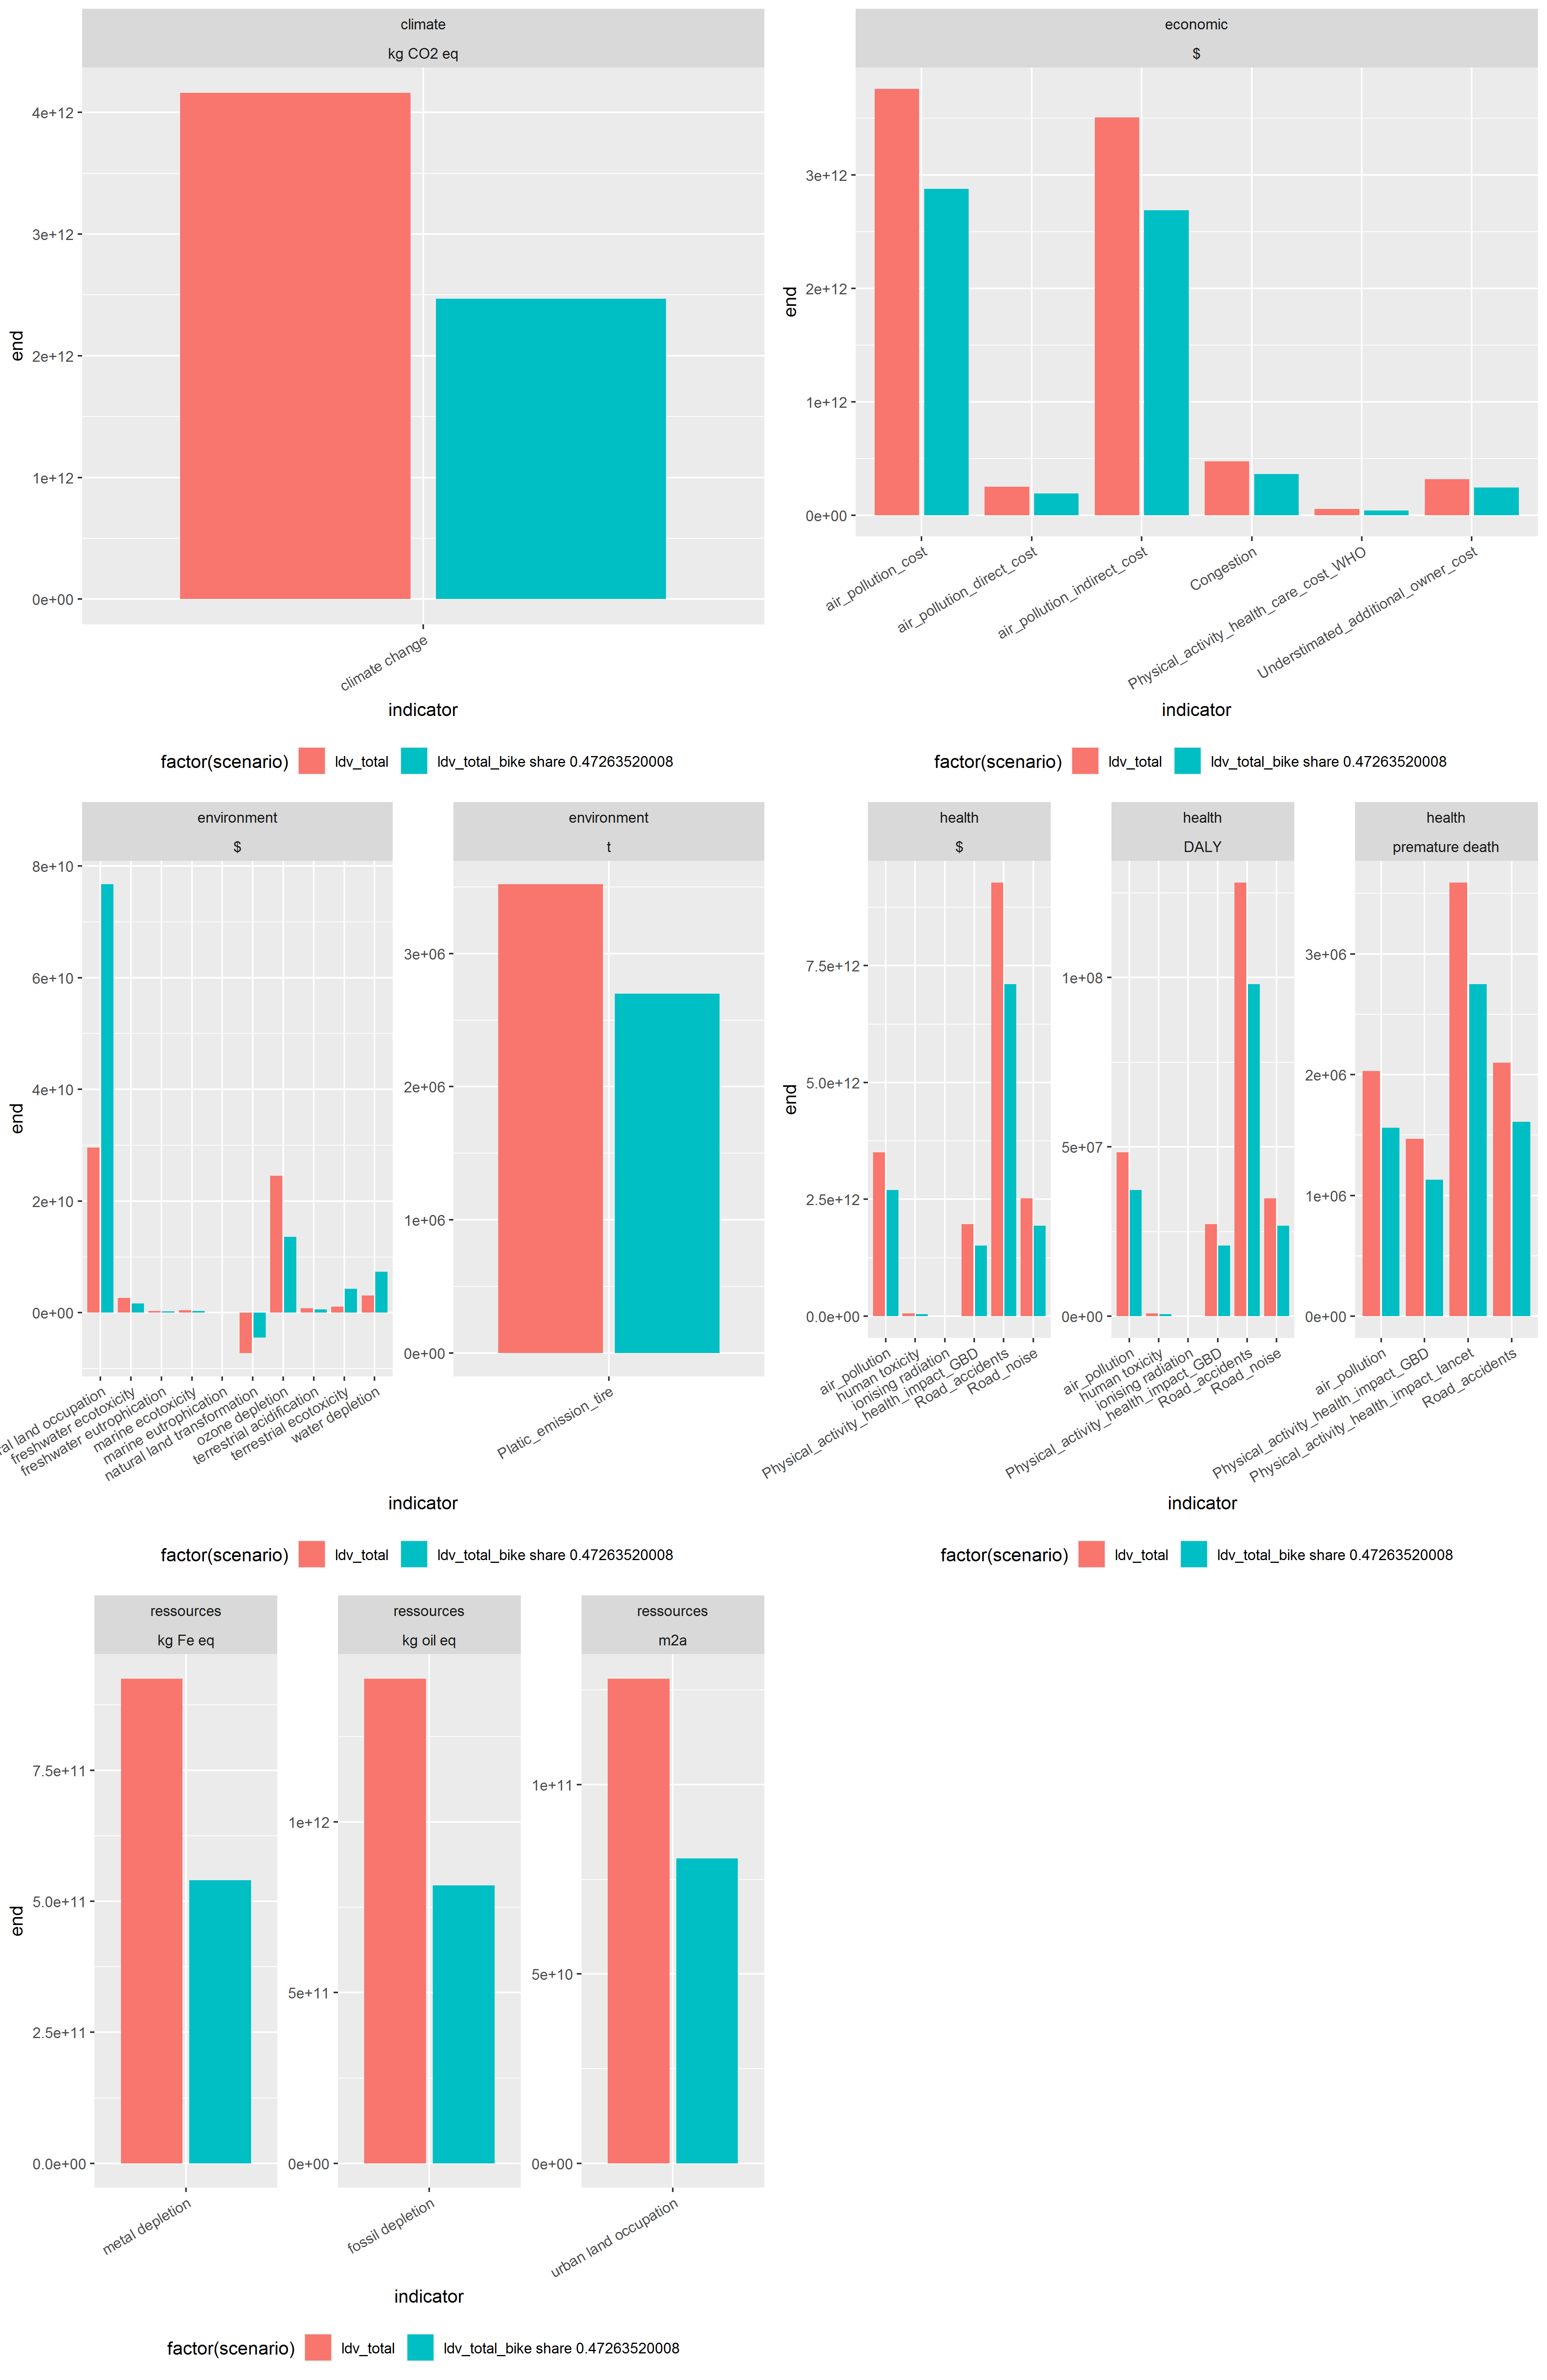 climate
kg CO2 eq
4e+12
3e+12
2e+12
1e+12
0e+00
end
climate change
indicator
factor(scenario) ldv_total ldv_total_bike share 0.47263520008
economic
$
3e+12
2e+12
1e+12
0e+00
end
air_pollution_cost
air_pollution_direct_cost
air_pollution_indirect_cost
Congestion
Physical_activity_health_care_cost_WHO
Understimated_additional_owner_cost
indicator
factor(scenario) ldv_total ldv_total_bike share 0.47263520008
environment
$
8e+10
6e+10
4e+10
2e+10
0e+00
end
ral land occupation
freshwater ecotoxicity
freshwater eutrophication
marine ecotoxicity
marine eutrophication
natural land transformation
ozone depletion
terrestrial acidification
terrestrial ecotoxicity
water depletion
environment
t
3e+06
2e+06
1e+06
0e+00
Platic_emission_tire
indicator
factor(scenario) ldv_total ldv_total_bike share 0.47263520008
health
$
7.5e+12
5.0e+12
2.5e+12
0.0e+00
end
air_pollution
human toxicity
ionising radiation
Physical_activity_health_impact_GBD
Road_accidents
Road_noise
health
DALY
1e+08
5e+07
0e+00
air_pollution
human toxicity
ionising radiation
Physical_activity_health_impact_GBD
Road_accidents
Road_noise
health
premature death
3e+06
2e+06
1e+06
0e+00
air_pollution
Physical_activity_health_impact_GBD
Physical_activity_health_impact_lancet
Road_accidents
indicator
factor(scenario) ldv_total ldv_total_bike share 0.47263520008
ressources
kg Fe eq
7.5e+11
5.0e+11
2.5e+11
0.0e+00
end
metal depletion
ressources
kg oil eq
1e+12
5e+11
0e+00
fossil depletion
ressources
m2a
1e+11
5e+10
0e+00
urban land occupation
indicator
factor(scenario) ldv_total ldv_total_bike share 0.47263520008